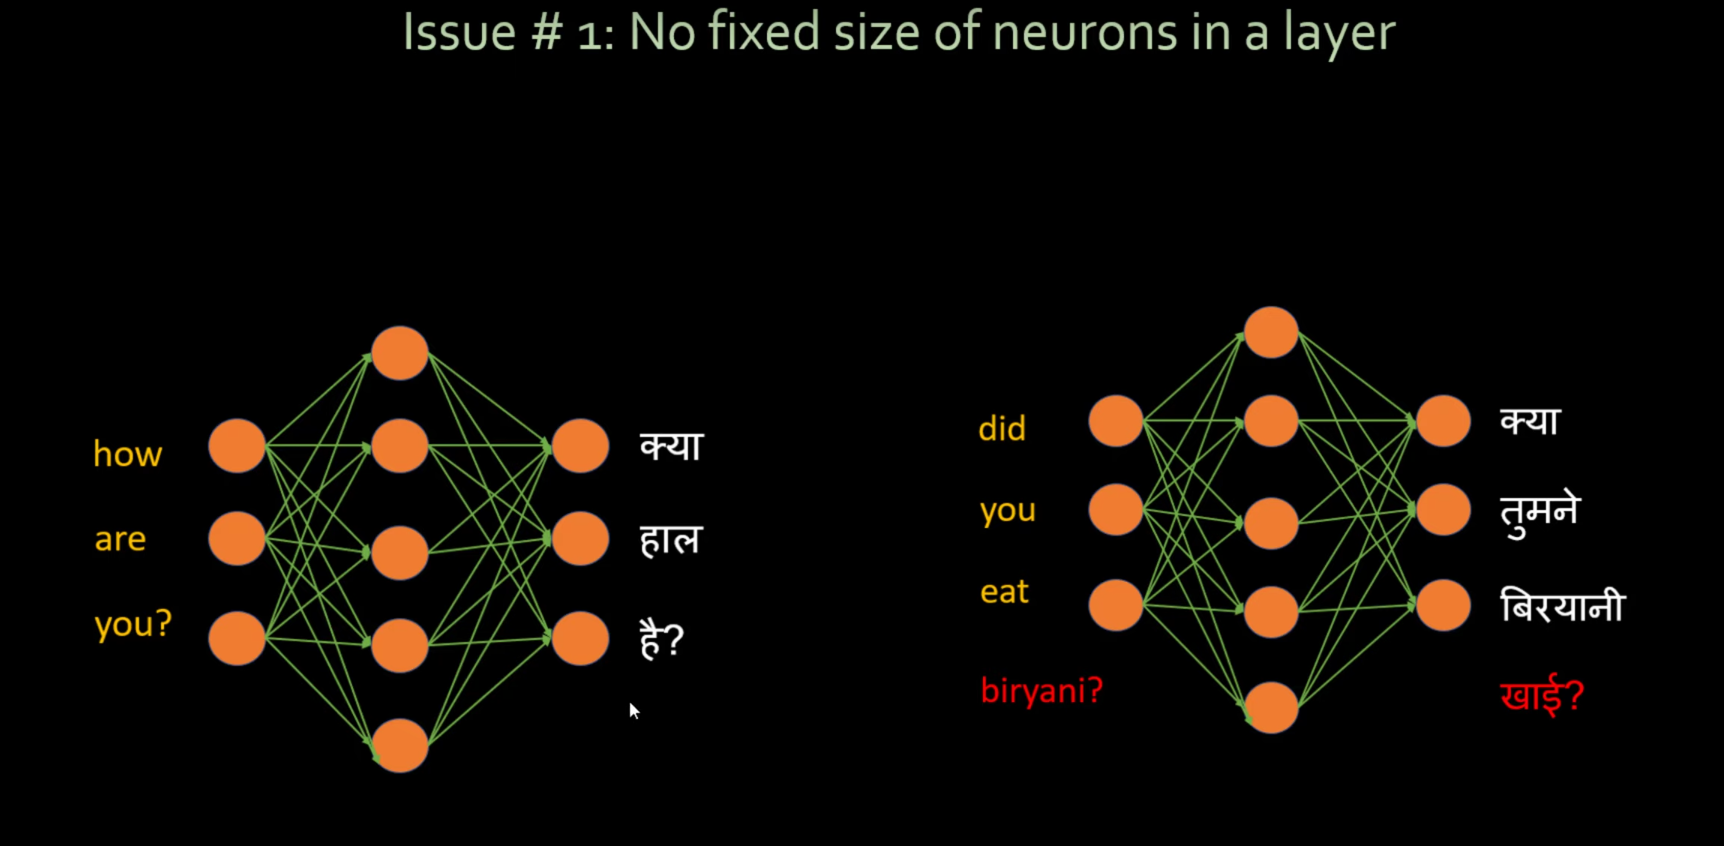 Issue # 1: No fixed size of neurons in a layer
how
are
you?
क्या
हाल
है?
did
you
eat
biryani?
क्या
तुमने
बिरयानी
खाई?